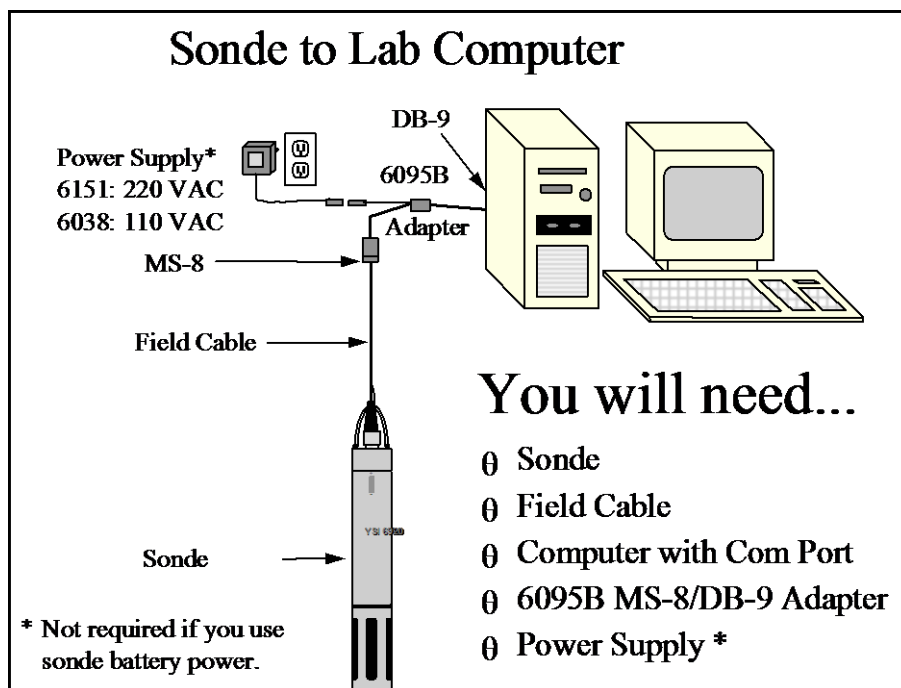 Sonde to Lab Computer
DB-9
Power Supply*
6151: 220 VAC
6038: 110 VAC
6095B
Adapter
MS-8
Field Cable
Sonde
* Not required if you use
sonde battery power.
You will need...
θ Sonde
θ Field Cable
θ Computer with Com Port
θ 6095B MS-8/DB-9 Adapter
θ Power Supply *